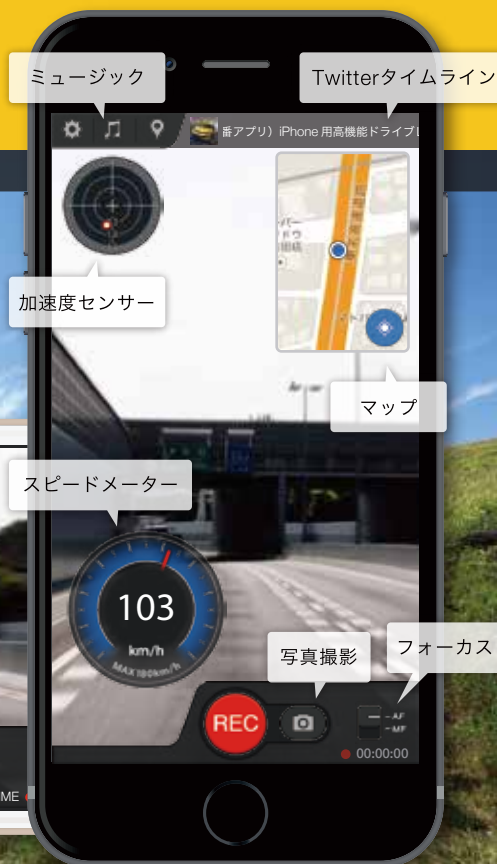 ミュージック
Twitterタイムライン
番アプリ）iPhone 用高機能ドライブレ
加速度センサー
マップ
スピードメーター
103
km/h
MAX180km/h
写真撮影
フォーカス
REC
AF
MF
00:00:00
ME